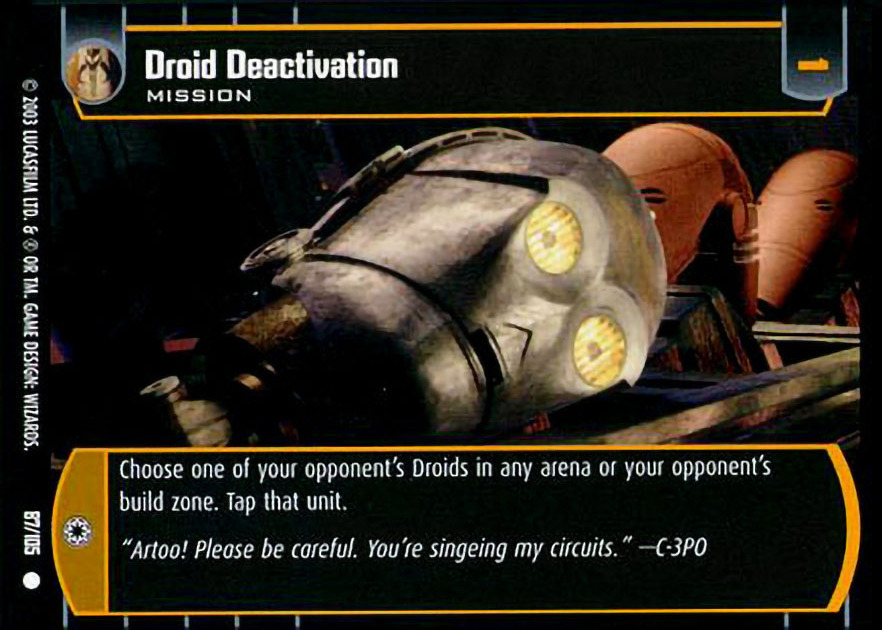 Droid Deactivation
MISSION
Choose one of your opponent's Droids in any arena or your opponent's
build zone. Tap that unit.
"Artoo! Please be careful. You're singeing my circuits." —C-3PO
© 2003 LUCASFILM LTD. & ® OR TM. GAME DESIGN: WIZARDS.
87/105